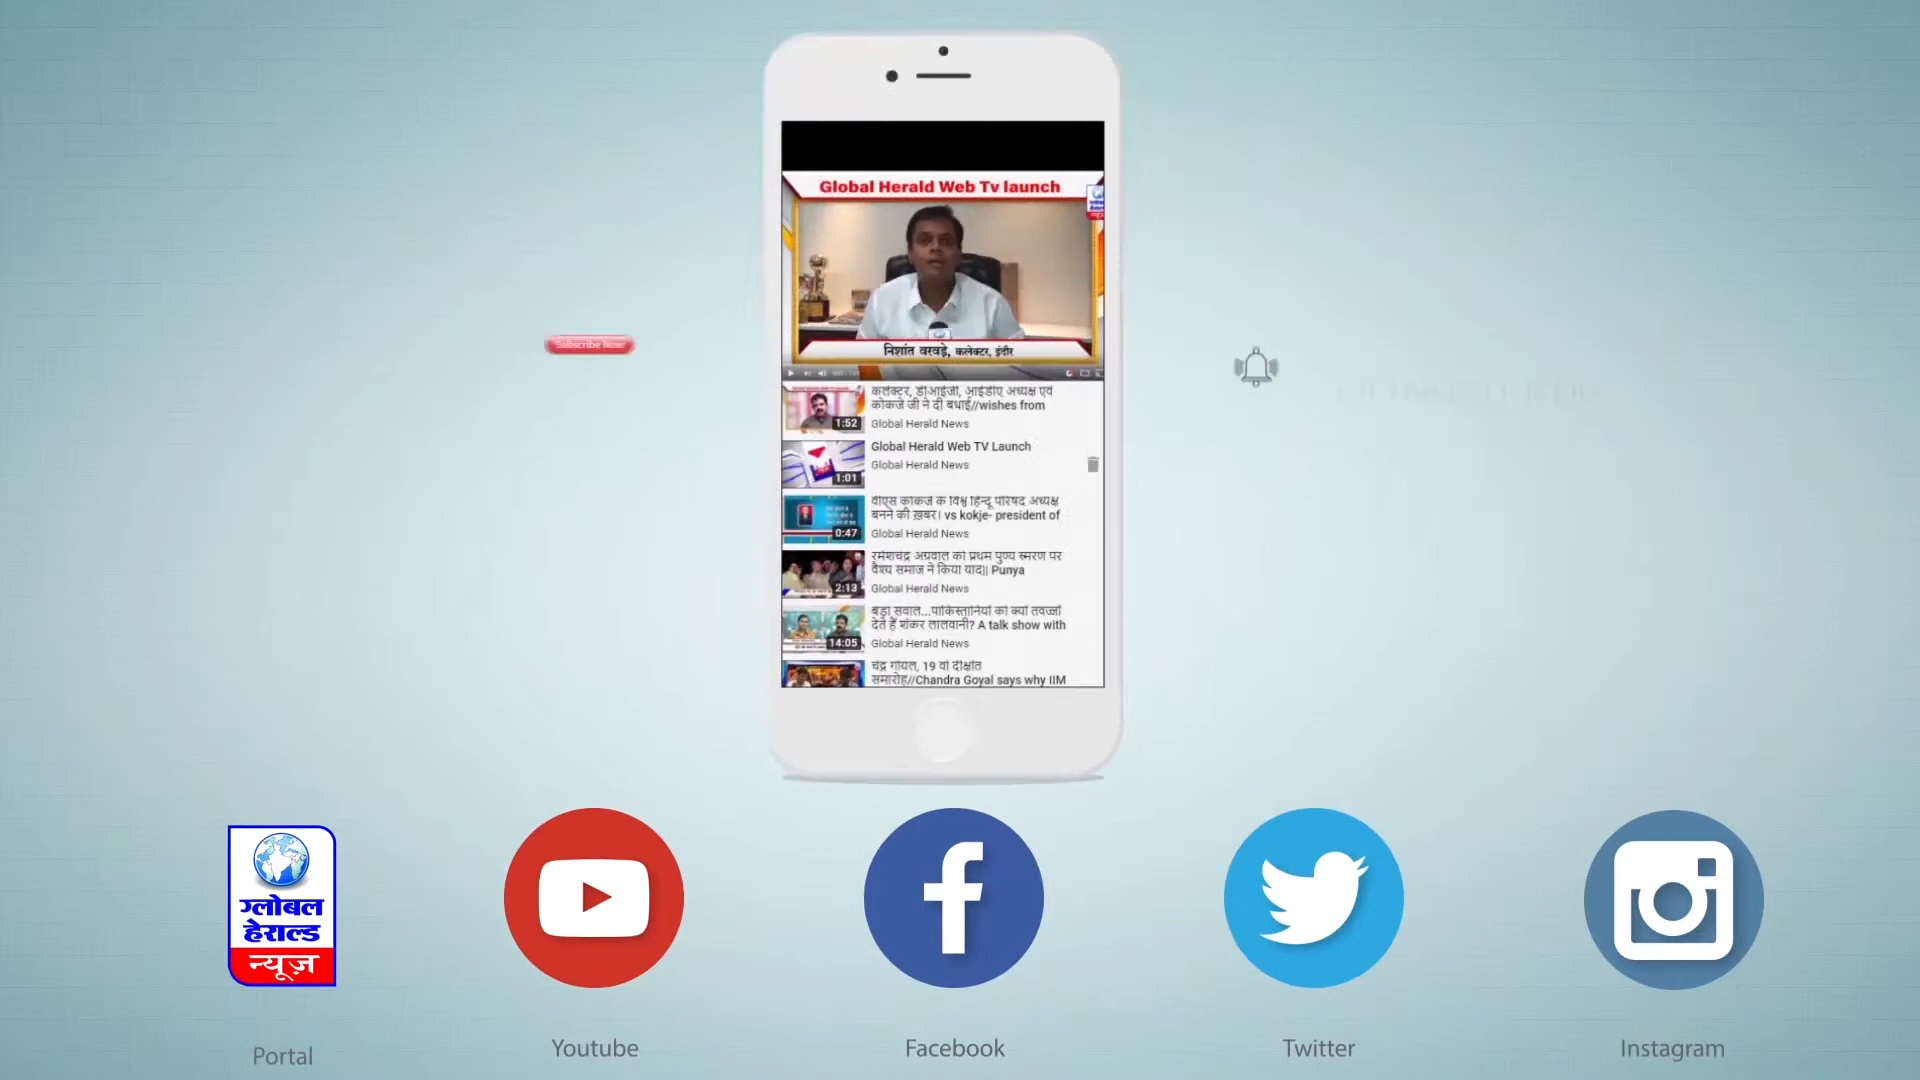 Global Herald Web Tv launch
निशांत वरवड़े, कलेक्टर, इंदौर
Subscribe Now
कलेक्टर, डीआईजी, आईडीए अध्यक्ष एवं
कोकजे जी ने दी बधाई//wishes from
Global Herald News
1:52
Global Herald Web TV Launch
Global Herald News
1:01
वीएस कोकजे के विश्व हिन्दू परिषद अध्यक्ष
बनने की ख़बर। vs kokje- president of
Global Herald News
0:47
रमेशचंद्र अग्रवाल को प्रथम पुण्य स्मरण पर
वैश्य समाज ने किया याद|| Punya
Global Herald News
2:13
बड़ा सवाल...पाकिस्तानियों को क्यों तवज्जो
देते हैं शंकर लालवानी? A talk show with
Global Herald News
14:05
चंद्र गोयल, 19 वां दीक्षांत
समारोह//Chandra Goyal says why IIM
ग्लोबल
हेराल्ड
न्यूज़
Portal
Youtube
Facebook
Twitter
Instagram